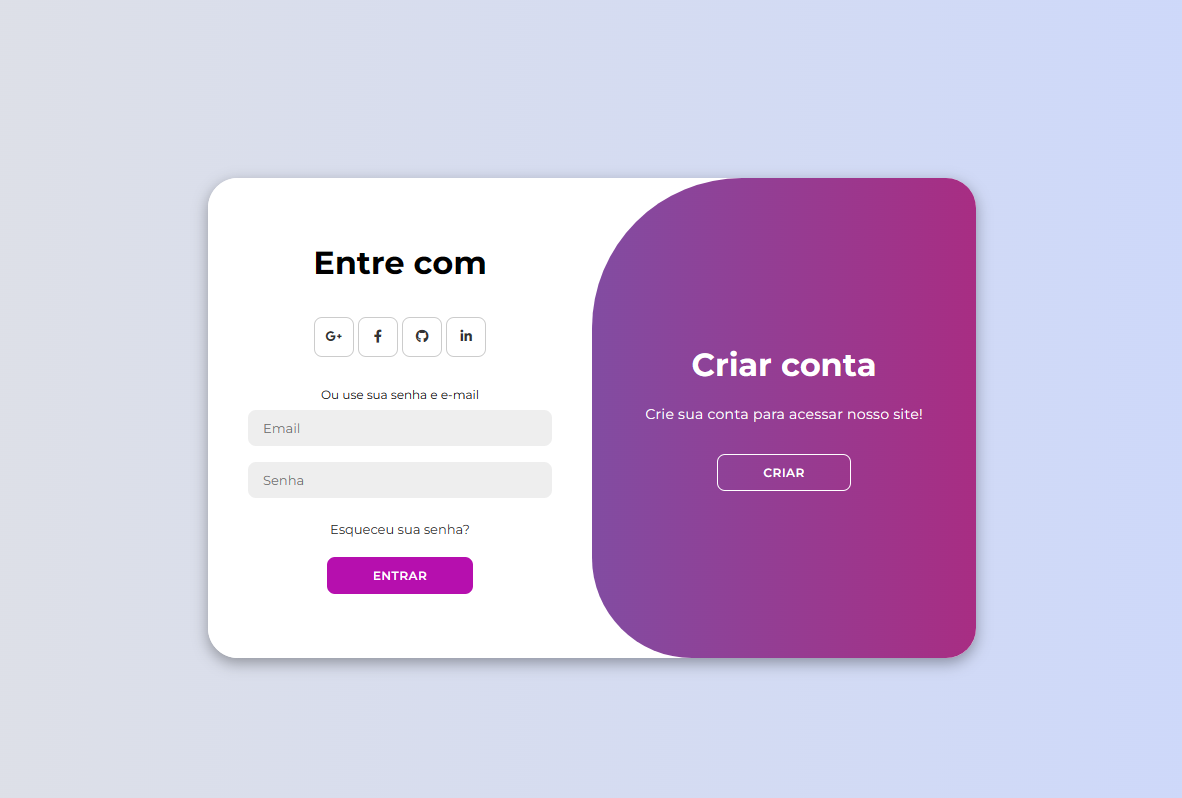 Entre com
G+ f in
Ou use sua senha e e-mail
Email
Senha
Esqueceu sua senha?
ENTRAR
Criar conta
Crie sua conta para acessar nosso site!
CRIAR